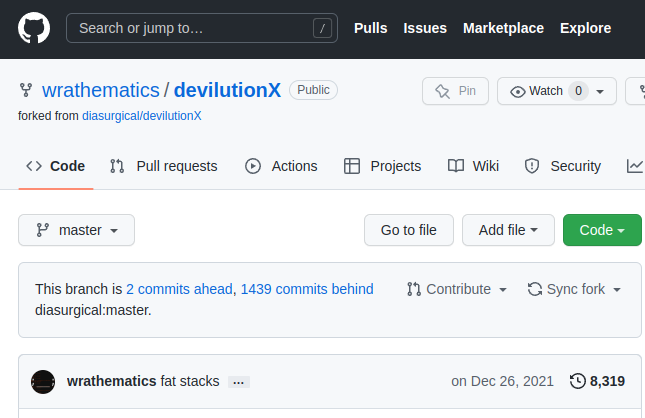 Search or jump to… /
Pulls Issues Marketplace Explore
wrathematics / devilutionX Public
Pin Watch 0
forked from diasurgical/devilutionX
Code Pull requests Actions Projects Wiki Security
master Go to file Add file Code
This branch is 2 commits ahead, 1439 commits behind
diasurgical:master.
Contribute Sync fork
wrathematics fat stacks … on Dec 26, 2021 8,319